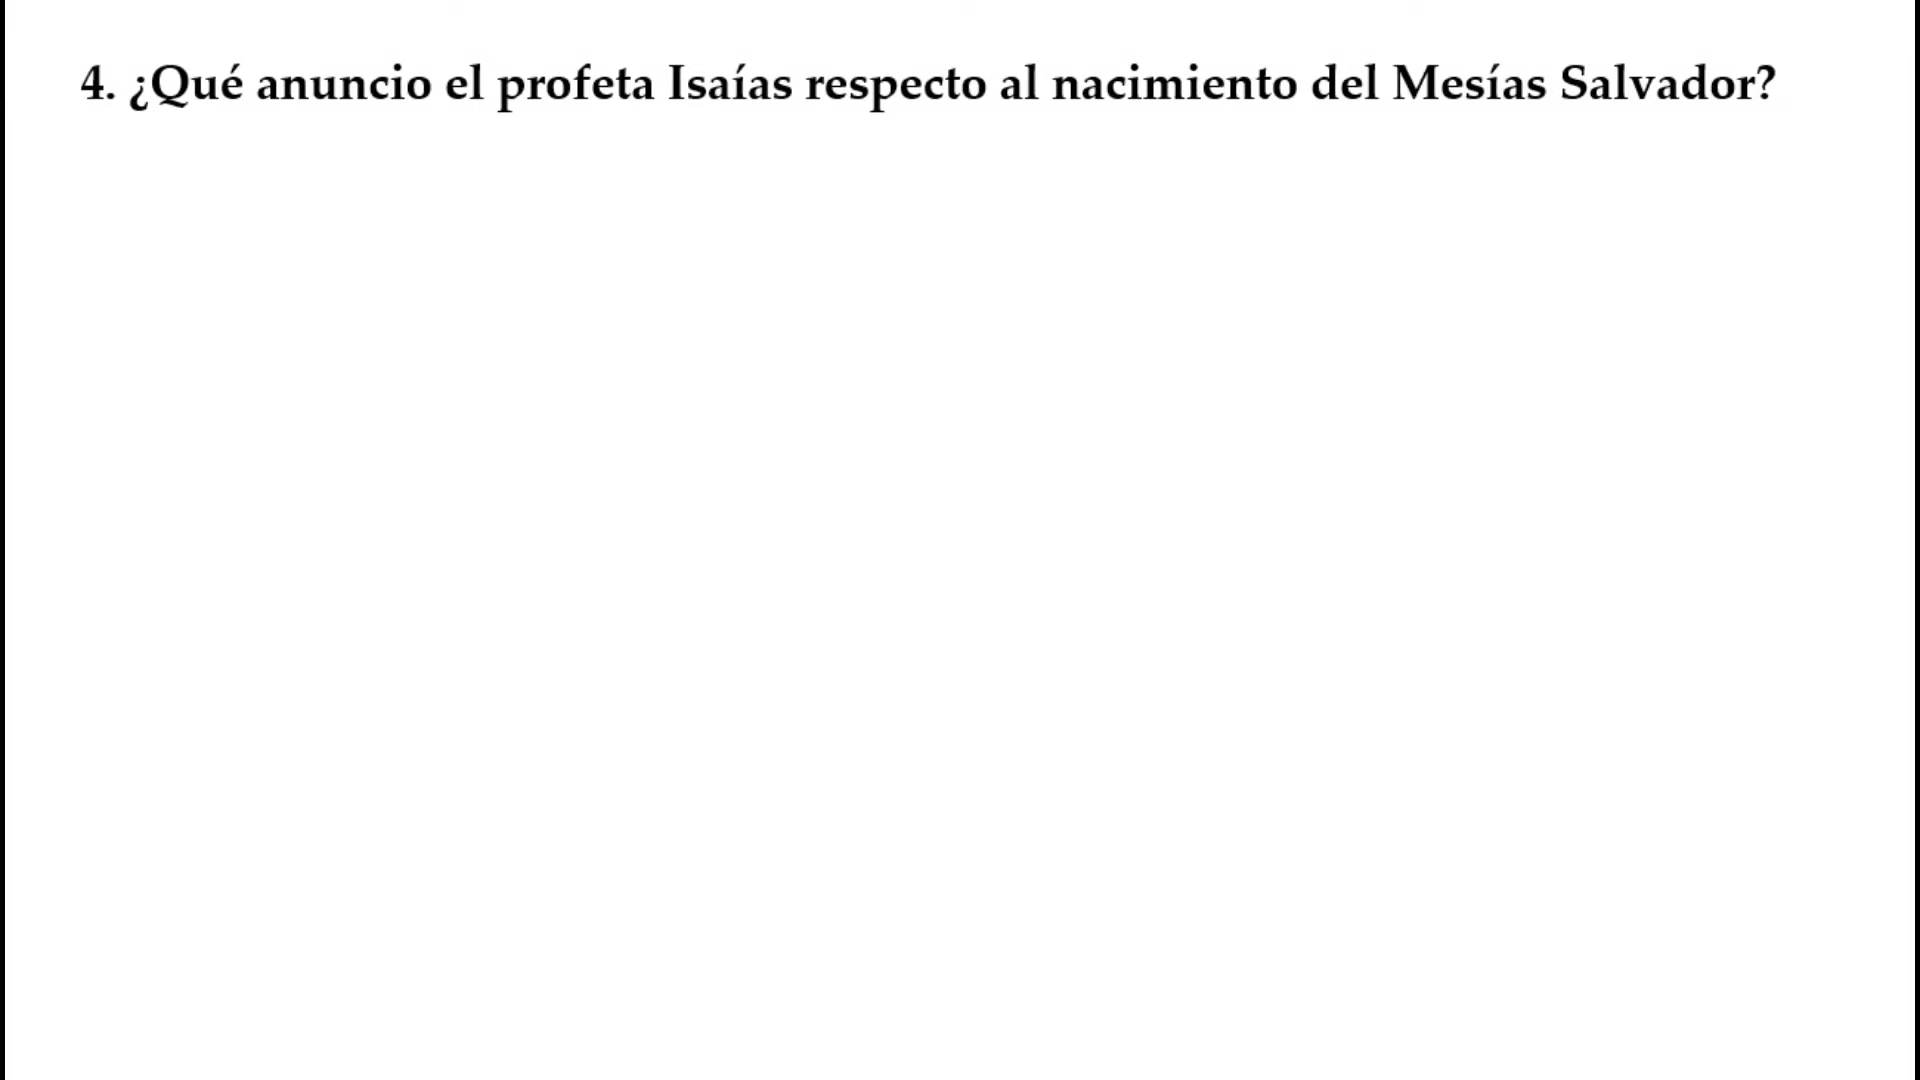 4. ¿Qué anuncio el profeta Isaías respecto al nacimiento del Mesías Salvador?